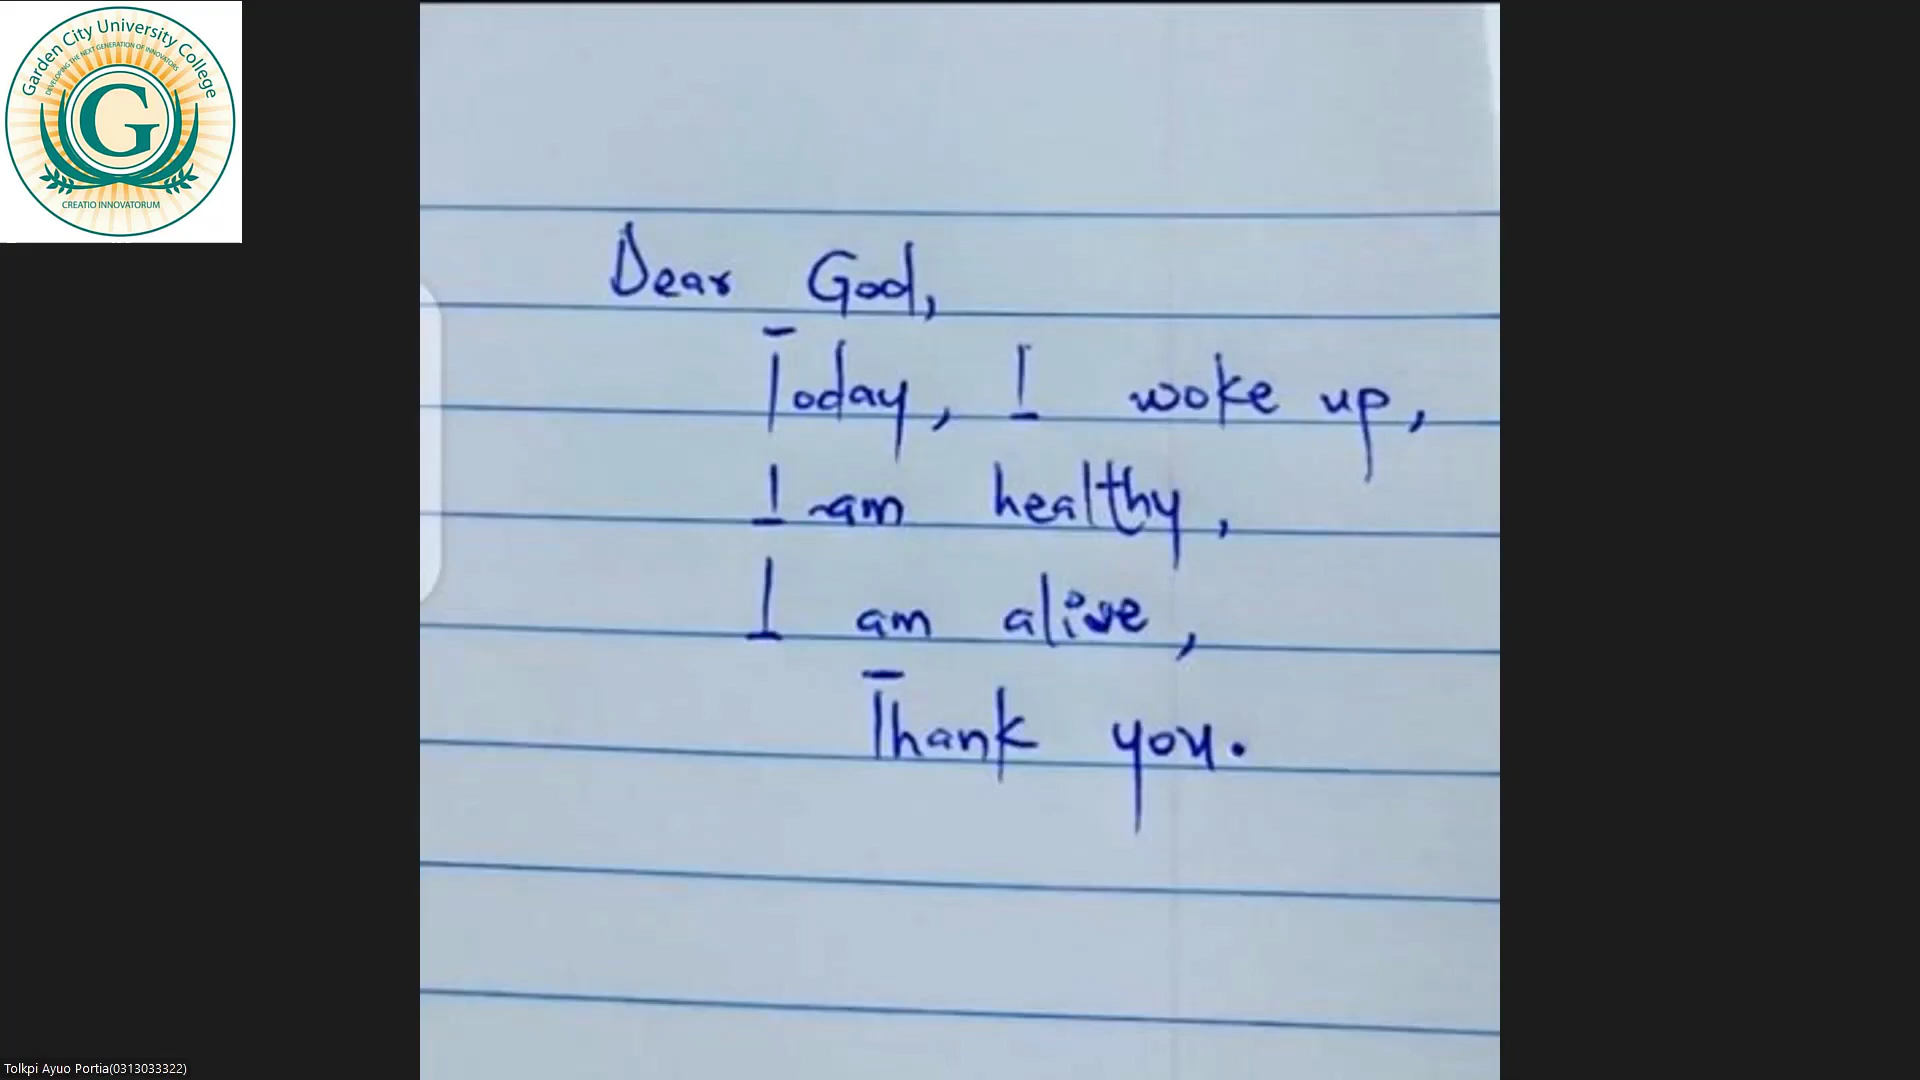 Garden City University College
DEVELOPING THE NEXT GENERATION OF INNOVATORS
G
CREATIO INNOVATORUM
Dear God,
Today, I woke up,
I am healthy,
I am alive,
Thank you.
Tolkpi Ayuo Portia(0313033322)